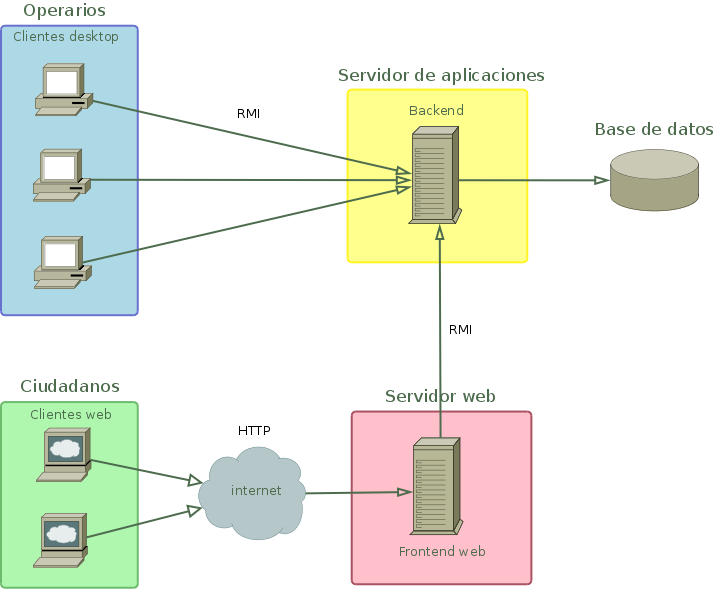 Operarios
Clientes desktop
RMI
Servidor de aplicaciones
Backend
Base de datos
RMI
Ciudadanos
Clientes web
HTTP
internet
Servidor web
Frontend web